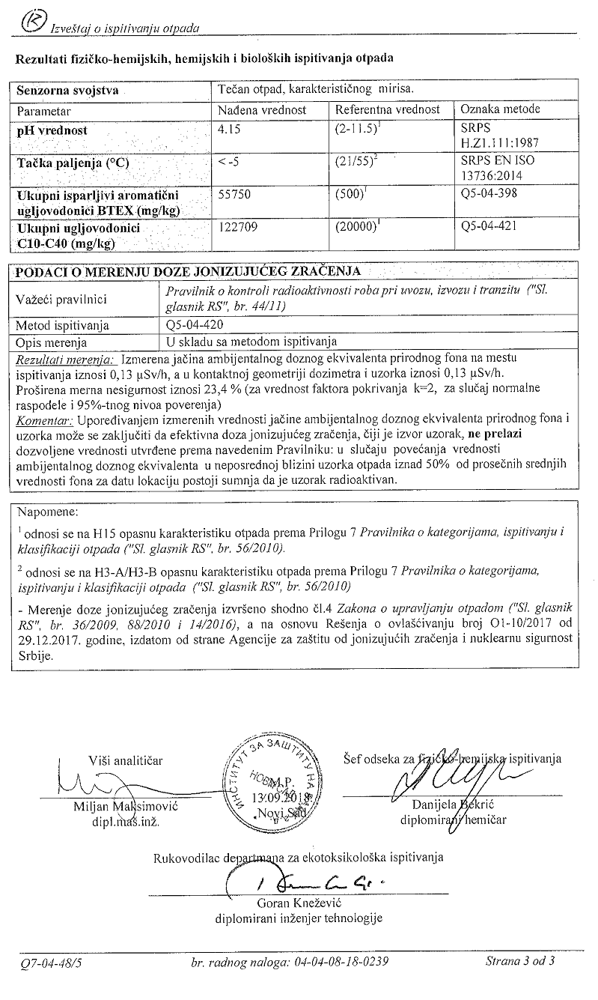 Izveštaj o ispitivanju otpada
Rezultati fizičko-hemijskih, hemijskih i bioloških ispitivanja otpada
Senzorna svojstva Tečan otpad, karakterističnog mirisa.
Parametar Nađena vrednost Referentna vrednost Oznaka metode
pH vrednost 4.15 (2-11.5)¹ SRPS
H.Z1.111:1987
Tačka paljenja (°C) < -5 (21/55)² SRPS EN ISO
13736:2014
Ukupni isparljivi aromatični 55750 (500)¹ Q5-04-398
ugljovodonici BTEX (mg/kg)
Ukupni ugljovodonici 122709 (20000)¹ Q5-04-421
C10-C40 (mg/kg)
PODACI O MERENJU DOZE JONIZUJUĆEG ZRAČENJA
Važeći pravilnici Pravilnik o kontroli radioaktivnosti roba pri uvozu, izvozu i tranzitu ("Sl.
glasnik RS", br. 44/11)
Metod ispitivanja Q5-04-420
Opis merenja U skladu sa metodom ispitivanja
Rezultati merenja: Izmerena jačina ambijentalnog doznog ekvivalenta prirodnog fona na mestu
ispitivanja iznosi 0,13 µSv/h, a u kontaktnoj geometriji dozimetra i uzorka iznosi 0,13 µSv/h.
Proširena merna nesigurnost iznosi 23,4 % (za vrednost faktora pokrivanja k=2, za slučaj normalne
raspodele i 95%-tnog nivoa poverenja)
Komentar: Upoređivanjem izmerenih vrednosti jačine ambijentalnog doznog ekvivalenta prirodnog fona i
uzorka može se zaključiti da efektivna doza jonizujućeg zračenja, čiji je izvor uzorak, ne prelazi
dozvoljene vrednosti utvrđene prema navedenim Pravilniku: u slučaju povećanja vrednosti
ambijentalnog doznog ekvivalenta u neposrednoj blizini uzorka otpada iznad 50% od prosečnih srednjih
vrednosti fona za datu lokaciju postoji sumnja da je uzorak radioaktivan.
Napomene:
¹ odnosi se na H15 opasnu karakteristiku otpada prema Prilogu 7 Pravilnika o kategorijama, ispitivanju i
klasifikaciji otpada ("Sl. glasnik RS", br. 56/2010).
² odnosi se na H3-A/H3-B opasnu karakteristiku otpada prema Prilogu 7 Pravilnika o kategorijama,
ispitivanju i klasifikaciji otpada ("Sl. glasnik RS", br. 56/2010)
- Merenje doze jonizujućeg zračenja izvršeno shodno čl.4 Zakona o upravljanju otpadom ("Sl. glasnik
RS", br. 36/2009, 88/2010 i 14/2016), a na osnovu Rešenja o ovlašćivanju broj O1-10/2017 od
29.12.2017. godine, izdatom od strane Agencije za zaštitu od jonizujućih zračenja i nuklearnu sigurnost
Srbije.
Viši analitičar
Šef odseka za fizičko-hemijska ispitivanja
ИНСТИТУТ ЗА ЗАШТИТУ НА
НОВИ САД
M.P.
13.09.2018
Novi Sad
Miljan Maksimović
dipl.maš.inž.
Danijela Bekrić
diplomirani hemičar
Rukovodilac departmana za ekotoksikološka ispitivanja
Goran Knežević
diplomirani inženjer tehnologije
Q7-04-48/5 br. radnog naloga: 04-04-08-18-0239 Strana 3 od 3